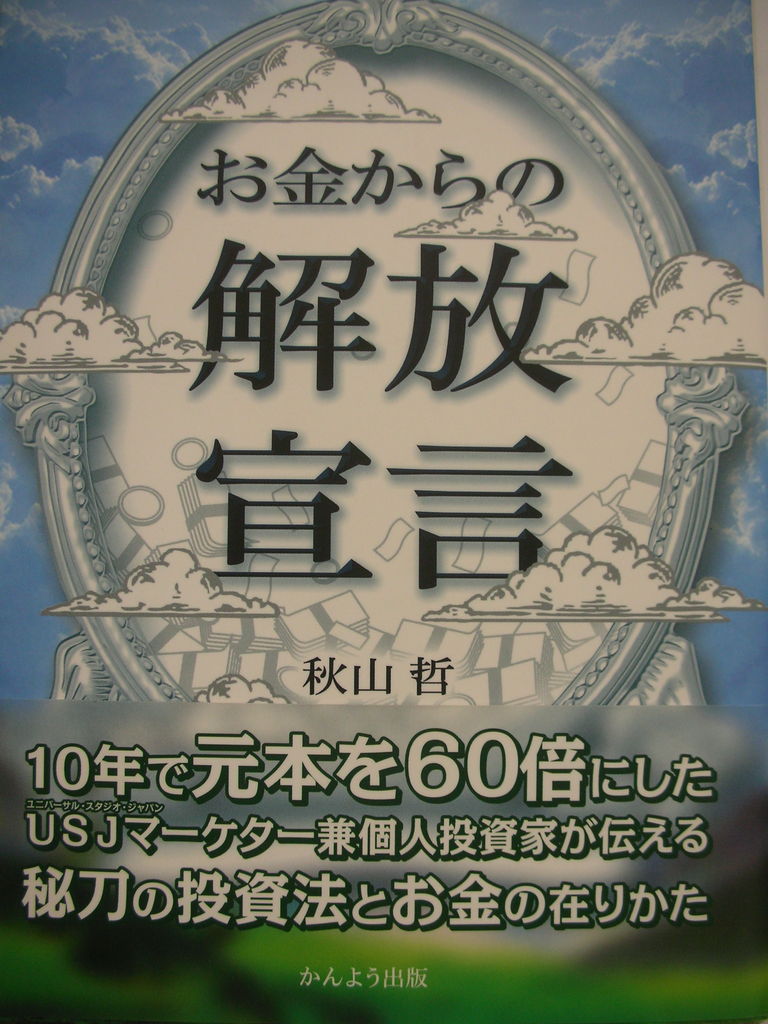 お金からの
解放
宣言
秋山 哲
10年で元本を60倍にした
ユニバーサル・スタジオ・ジャパン
USJマーケター兼個人投資家が伝える
秘刀の投資法とお金の在りかた
かんよう出版